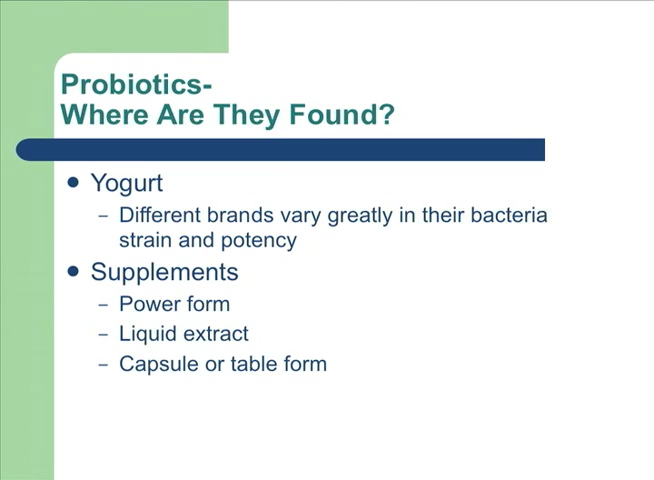 Probiotics-
Where Are They Found?
● Yogurt
– Different brands vary greatly in their bacteria
strain and potency
● Supplements
– Power form
– Liquid extract
– Capsule or table form